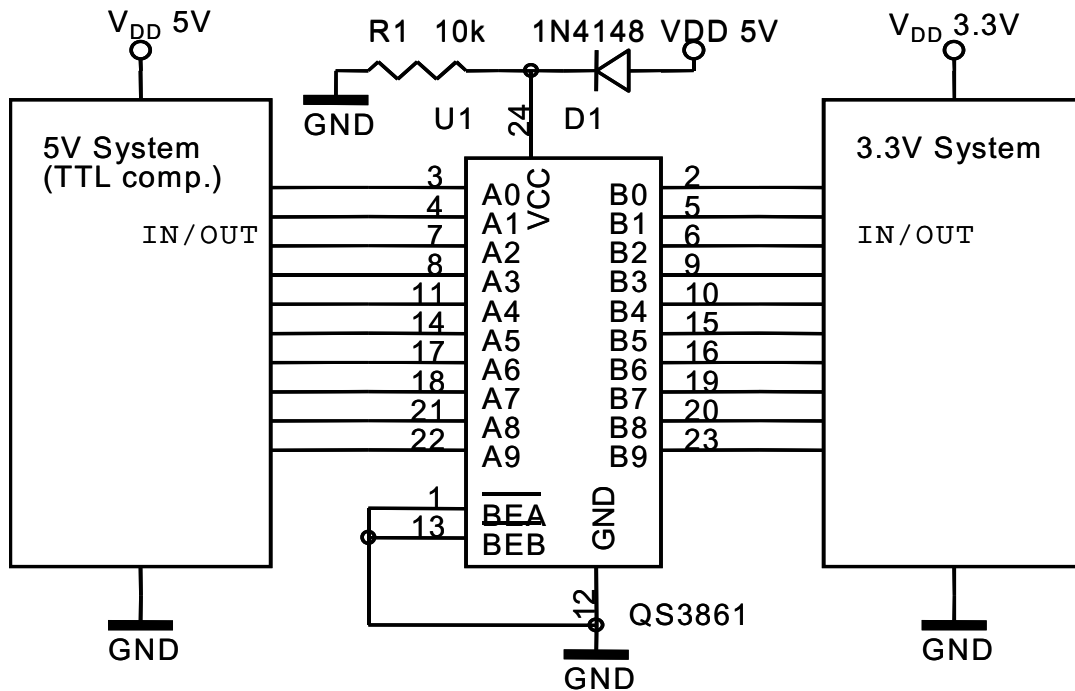 V_DD 5V
R1 10k
1N4148
VDD 5V
V_DD 3.3V
GND
U1
24
D1
5V System
(TTL comp.)
IN/OUT
3.3V System
IN/OUT
VCC
3 A0 B0 2
4 A1 B1 5
7 A2 B2 6
8 A3 B3 9
11 A4 B4 10
14 A5 B5 15
17 A6 B6 16
18 A7 B7 19
21 A8 B8 20
22 A9 B9 23
1 BEA
13 BEB
GND
12
QS3861
GND
GND
GND